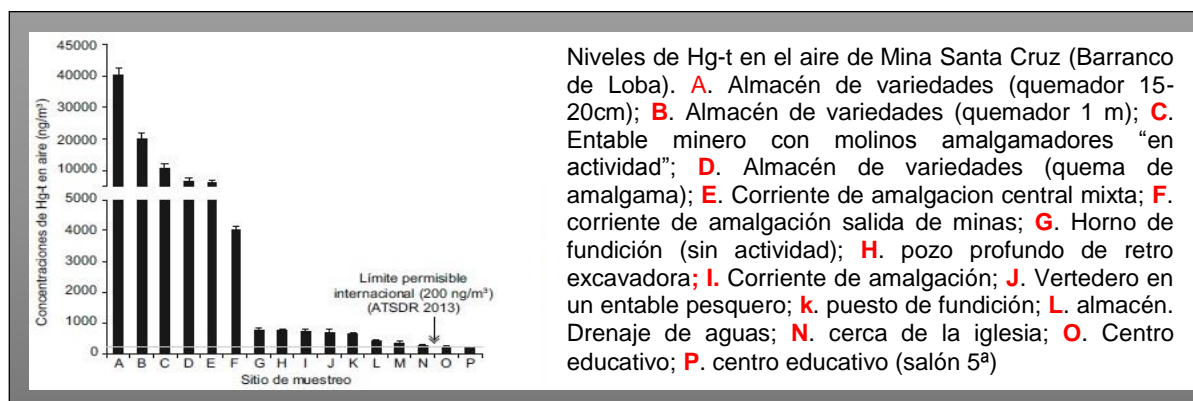 45000
40000
30000
20000
10000
5000
4000
3000
2000
1000
0
Concentraciones de Hg-t en aire (ng/m³)
Límite permisible
internacional (200 ng/m³)
(ATSDR 2013)
A B C D E F G H I J K L M N O P
Sitio de muestreo
Niveles de Hg-t en el aire de Mina Santa Cruz (Barranco
de Loba). A. Almacén de variedades (quemador 15-
20cm); B. Almacén de variedades (quemador 1 m); C.
Entable minero con molinos amalgamadores “en
actividad”; D. Almacén de variedades (quema de
amalgama); E. Corriente de amalgacion central mixta; F.
corriente de amalgación salida de minas; G. Horno de
fundición (sin actividad); H. pozo profundo de retro
excavadora; I. Corriente de amalgación; J. Vertedero en
un entable pesquero; k. puesto de fundición; L. almacén.
Drenaje de aguas; N. cerca de la iglesia; O. Centro
educativo; P. centro educativo (salón 5ª)